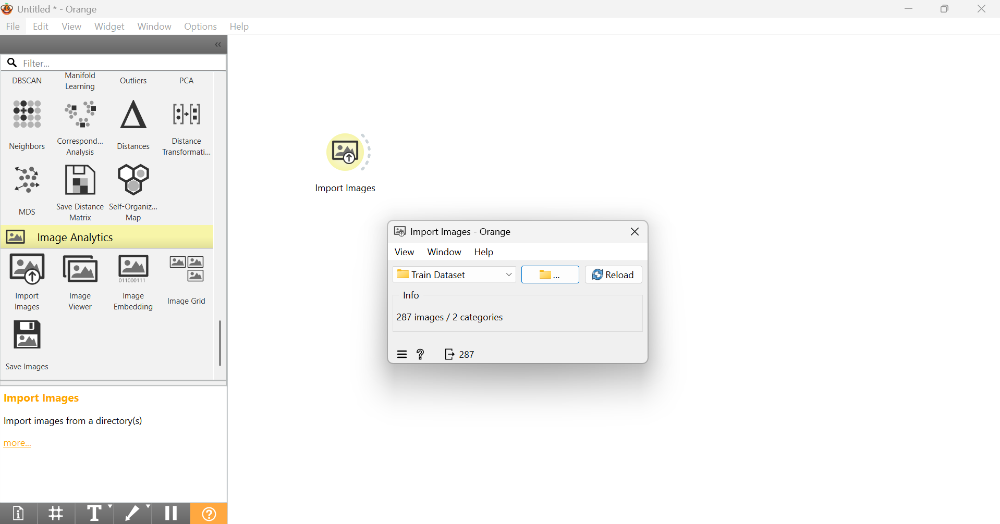 Untitled * - Orange
File Edit View Widget Window Options Help
Filter...
DBSCAN Manifold Learning Outliers PCA
Neighbors Correspond... Analysis Distances Distance Transformati...
MDS Save Distance Matrix Self-Organiz... Map
Image Analytics
011000111
Import Images Image Viewer Image Embedding Image Grid
Save Images
Import Images
Import images from a directory(s)
more...
Import Images
Import Images - Orange
View Window Help
Train Dataset ... Reload
Info
287 images / 2 categories
287